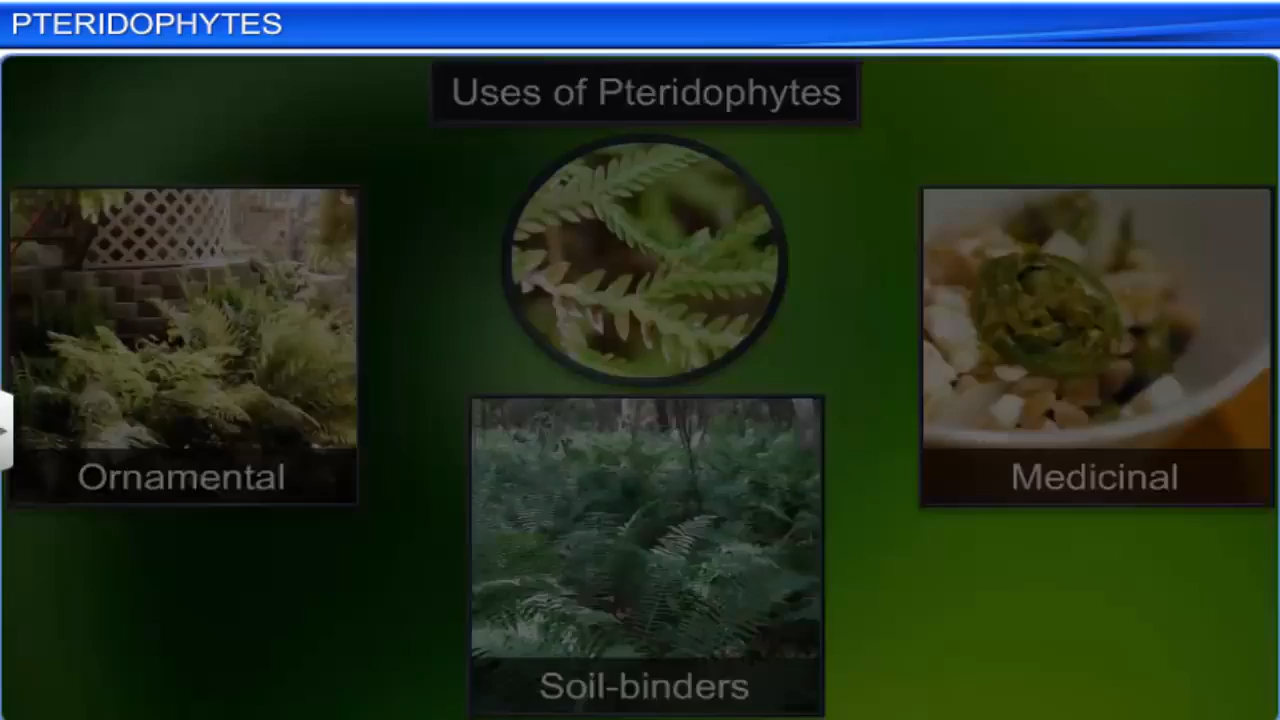 PTERIDOPHYTES
Uses of Pteridophytes
Ornamental
Medicinal
Soil-binders